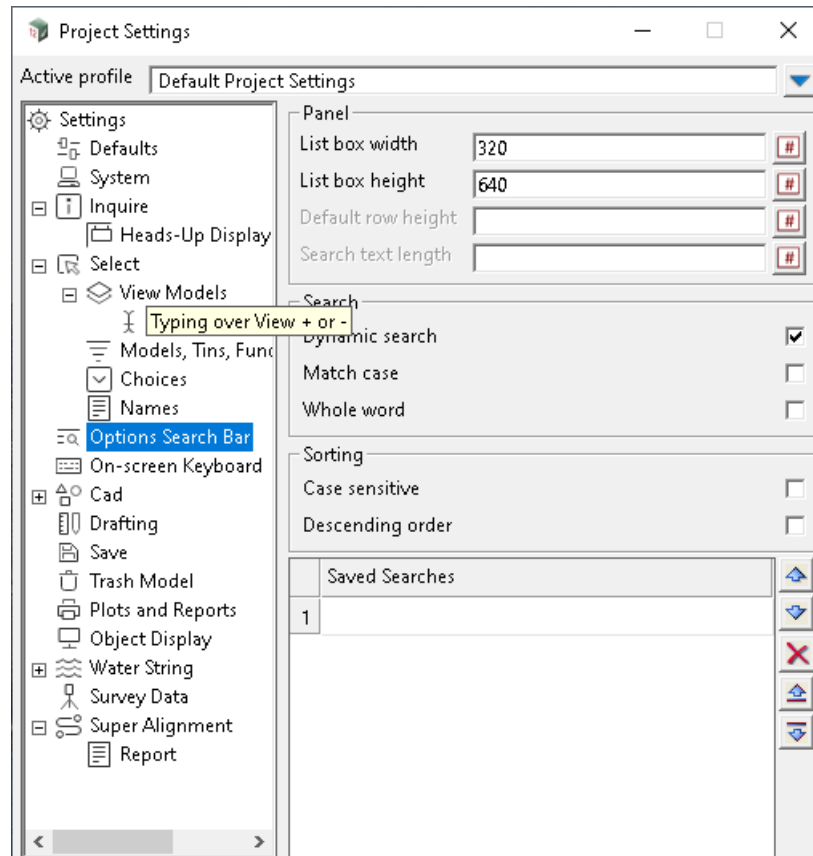 Project Settings
Active profile
Default Project Settings
Settings
Defaults
System
Inquire
Heads-Up Display
Select
View Models
Typing over View + or -
Models, Tins, Func
Choices
Names
Options Search Bar
On-screen Keyboard
Cad
Drafting
Save
Trash Model
Plots and Reports
Object Display
Water String
Survey Data
Super Alignment
Report
Panel
List box width
320
List box height
640
Default row height
Search text length
Search
Dynamic search
Match case
Whole word
Sorting
Case sensitive
Descending order
Saved Searches
1